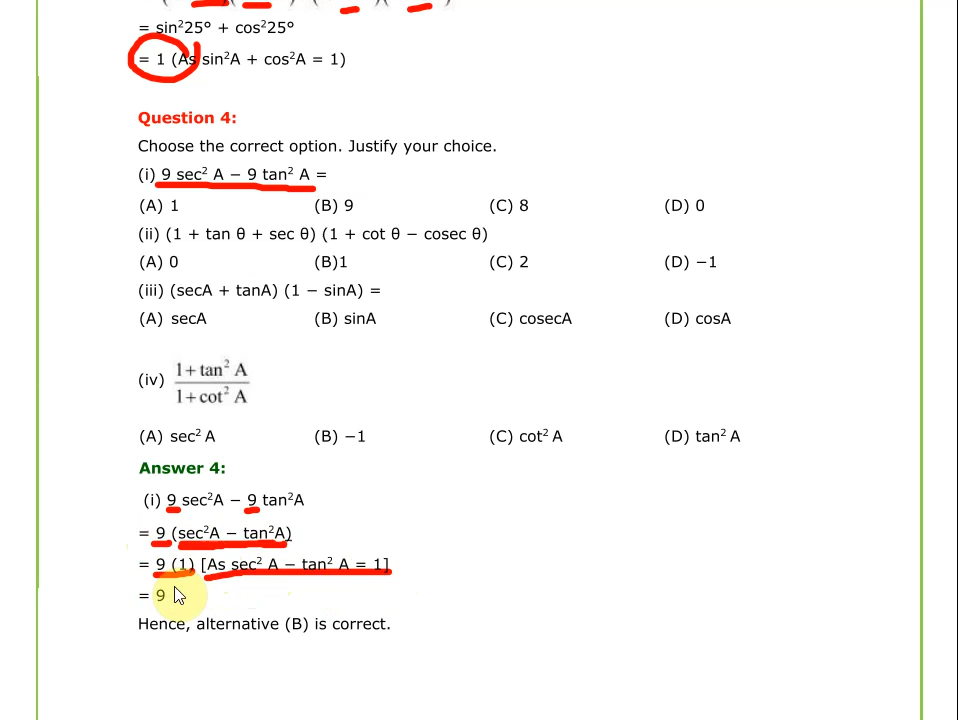 = sin²25° + cos²25°
= 1 (As sin²A + cos²A = 1)
Question 4:
Choose the correct option. Justify your choice.
(i) 9 sec² A − 9 tan² A =
(A) 1 (B) 9 (C) 8 (D) 0
(ii) (1 + tan θ + sec θ) (1 + cot θ − cosec θ)
(A) 0 (B)1 (C) 2 (D) −1
(iii) (secA + tanA) (1 − sinA) =
(A) secA (B) sinA (C) cosecA (D) cosA
(iv) 1 + tan² A
1 + cot² A
(A) sec² A (B) −1 (C) cot² A (D) tan² A
Answer 4:
(i) 9 sec²A − 9 tan²A
= 9 (sec²A − tan²A)
= 9 (1) [As sec² A − tan² A = 1]
= 9
Hence, alternative (B) is correct.